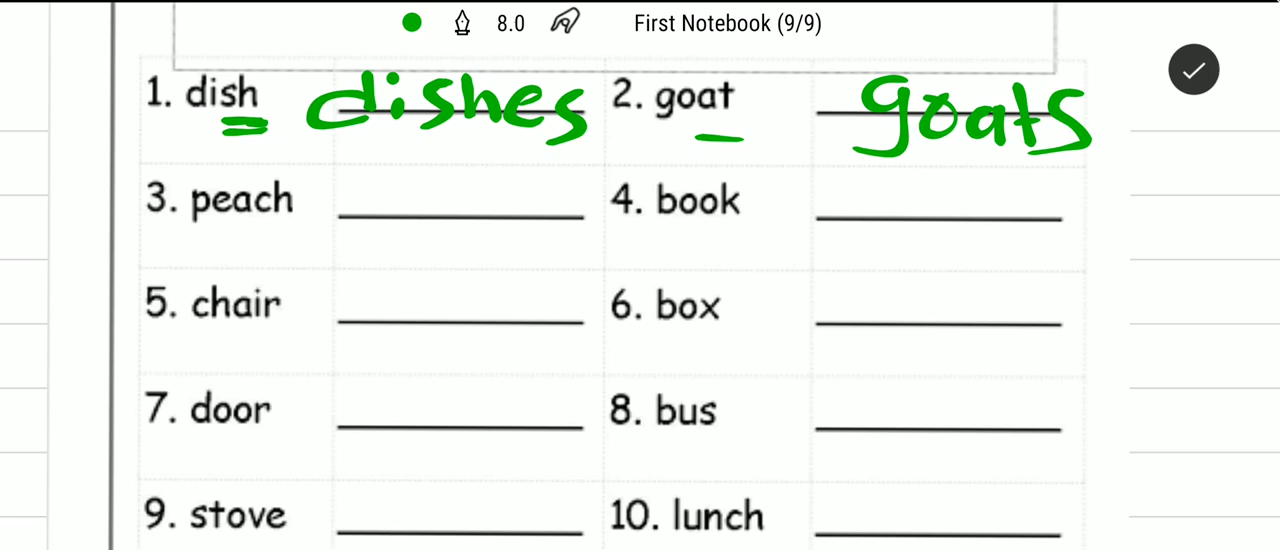 8.0 First Notebook (9/9)
1. dish dishes 2. goat goats
3. peach 4. book
5. chair 6. box
7. door 8. bus
9. stove 10. lunch